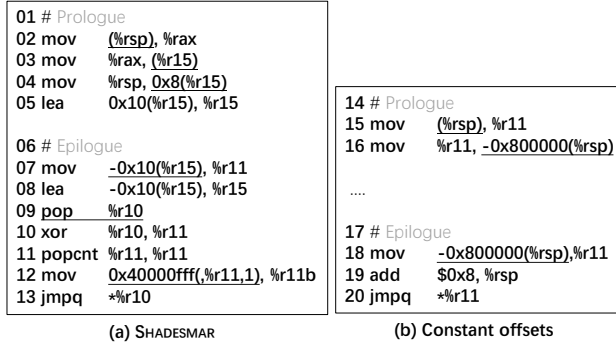 01 # Prologue
02 mov (%rsp), %rax
03 mov %rax, (%r15)
04 mov %rsp, 0x8(%r15)
05 lea 0x10(%r15), %r15
06 # Epilogue
07 mov -0x10(%r15), %r11
08 lea -0x10(%r15), %r15
09 pop %r10
10 xor %r10, %r11
11 popcnt %r11, %r11
12 mov 0x40000fff(,%r11,1), %r11b
13 jmpq *%r10
(a) SHADESMAR
14 # Prologue
15 mov (%rsp), %r11
16 mov %r11, -0x800000(%rsp)
....
17 # Epilogue
18 mov -0x800000(%rsp),%r11
19 add $0x8, %rsp
20 jmpq *%r11
(b) Constant offsets